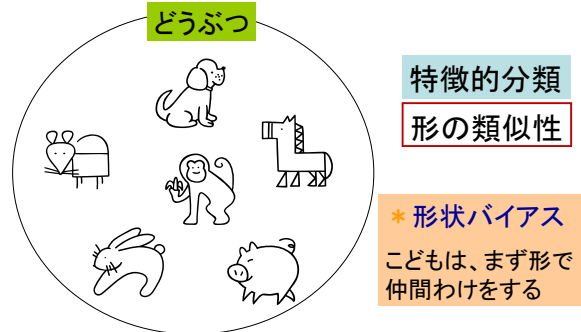 どうぶつ
特徴的分類
形の類似性
*形状バイアス
こどもは、まず形で
仲間わけをする